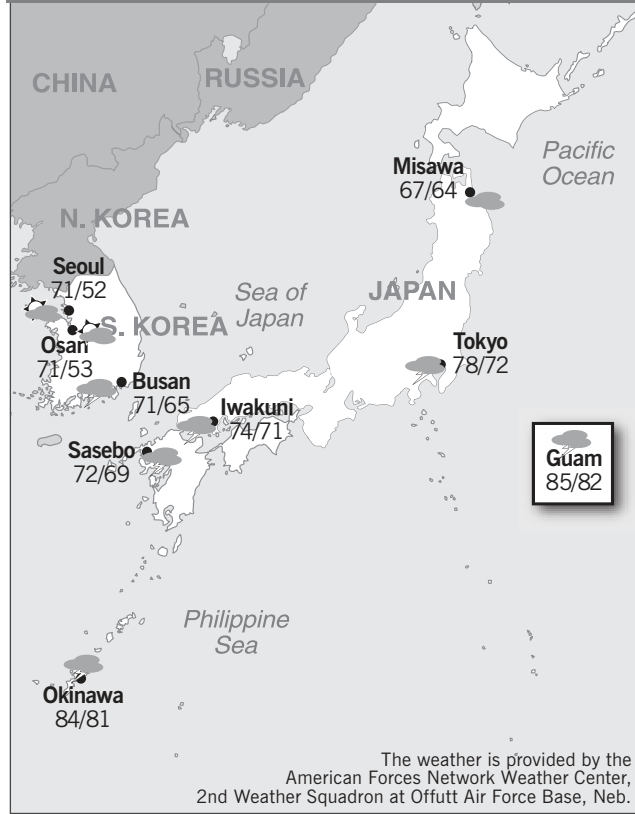 CHINA
RUSSIA
Pacific
Ocean
Misawa
67/64
N. KOREA
Seoul
71/52
Sea of
Japan
JAPAN
S. KOREA
Osan
71/53
Tokyo
78/72
Busan
71/65
Iwakuni
74/71
Sasebo
72/69
Guam
85/82
Philippine
Sea
Okinawa
84/81
The weather is provided by the
American Forces Network Weather Center,
2nd Weather Squadron at Offutt Air Force Base, Neb.